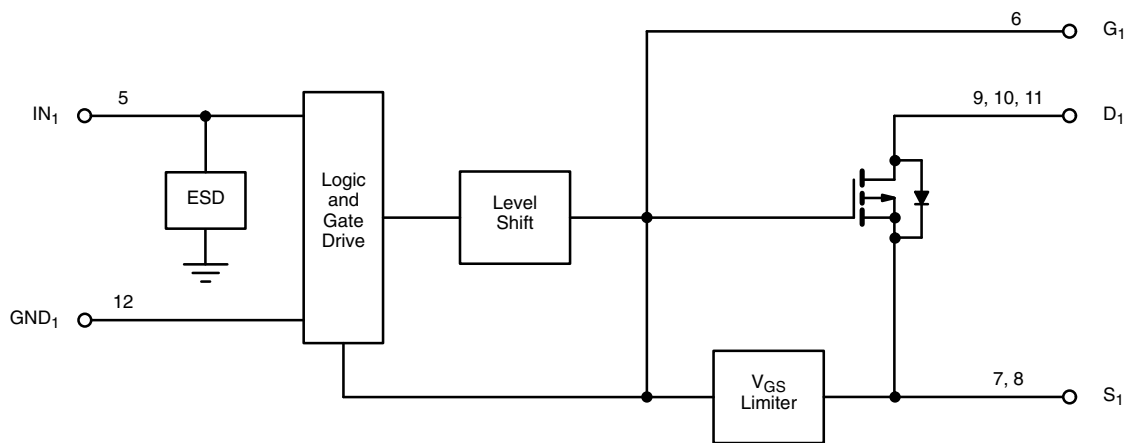 6
G1
5
9, 10, 11
IN1
D1
ESD
Logic
and
Gate
Drive
Level
Shift
12
GND1
VGS
Limiter
7, 8
S1